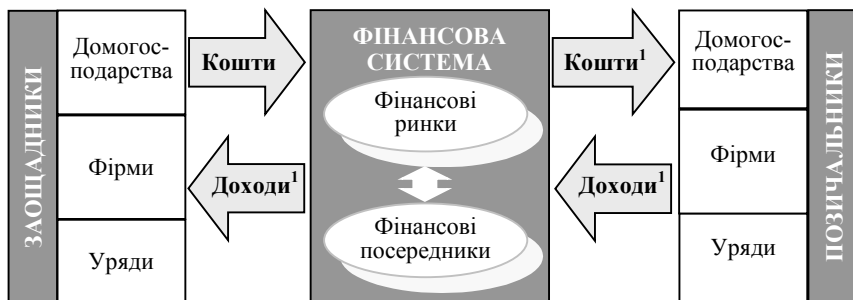 ЗАОЩАДНИКИ
Домогос-
подарства
Фірми
Уряди
Кошти
Доходи¹
ФІНАНСОВА
СИСТЕМА
Фінансові
ринки
Фінансові
посередники
Кошти¹
Доходи¹
Домогос-
подарства
Фірми
Уряди
ПОЗИЧАЛЬНИКИ